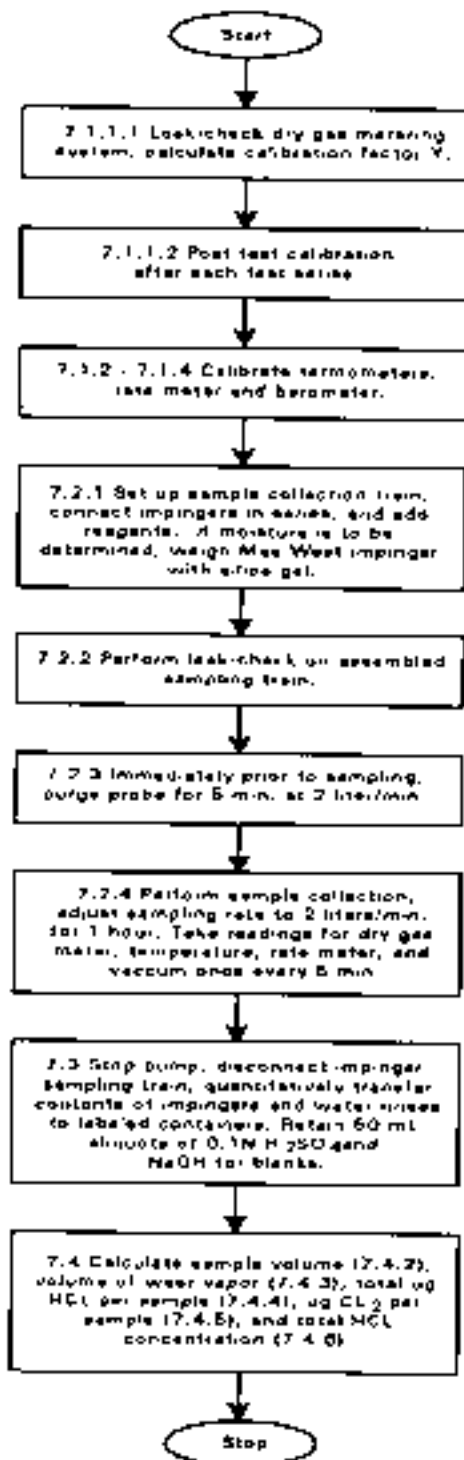 Start
7.1.1.1 Leak-check dry gas metering
system, calculate calibration factor Y.
7.1.1.2 Post test calibration
after each test series
7.1.2 - 7.1.4 Calibrate termometers,
rate meter and barometer.
7.2.1 Set up sample collection train,
connect impingers in series, and add
reagents. If moisture is to be
determined, weigh Mae West impinger
with silica gel.
7.2.2 Perform leak-check on assembled
sampling train.
7.2.3 Immediately prior to sampling,
purge probe for 5 min. at 2 liter/min
7.2.4 Perform sample collection,
adjust sampling rate to 2 liters/min.
for 1 hour. Take readings for dry gas
meter, temperature, rate meter, and
vaccum once every 5 min
7.3 Stop pump, disconnect impinger
sampling train, quantitatively transfer
contents of impingers and water rinses
to labeled containers. Retain 50 mL
aliquots of 0.1N H2SO4and
NaOH for blanks.
7.4 Calculate sample volume (7.4.2),
volume of water vapor (7.4.3), total ug
HCL per sample (7.4.4), ug CL2 per
sample (7.4.5), and total HCL
concentration (7.4.6)
Stop